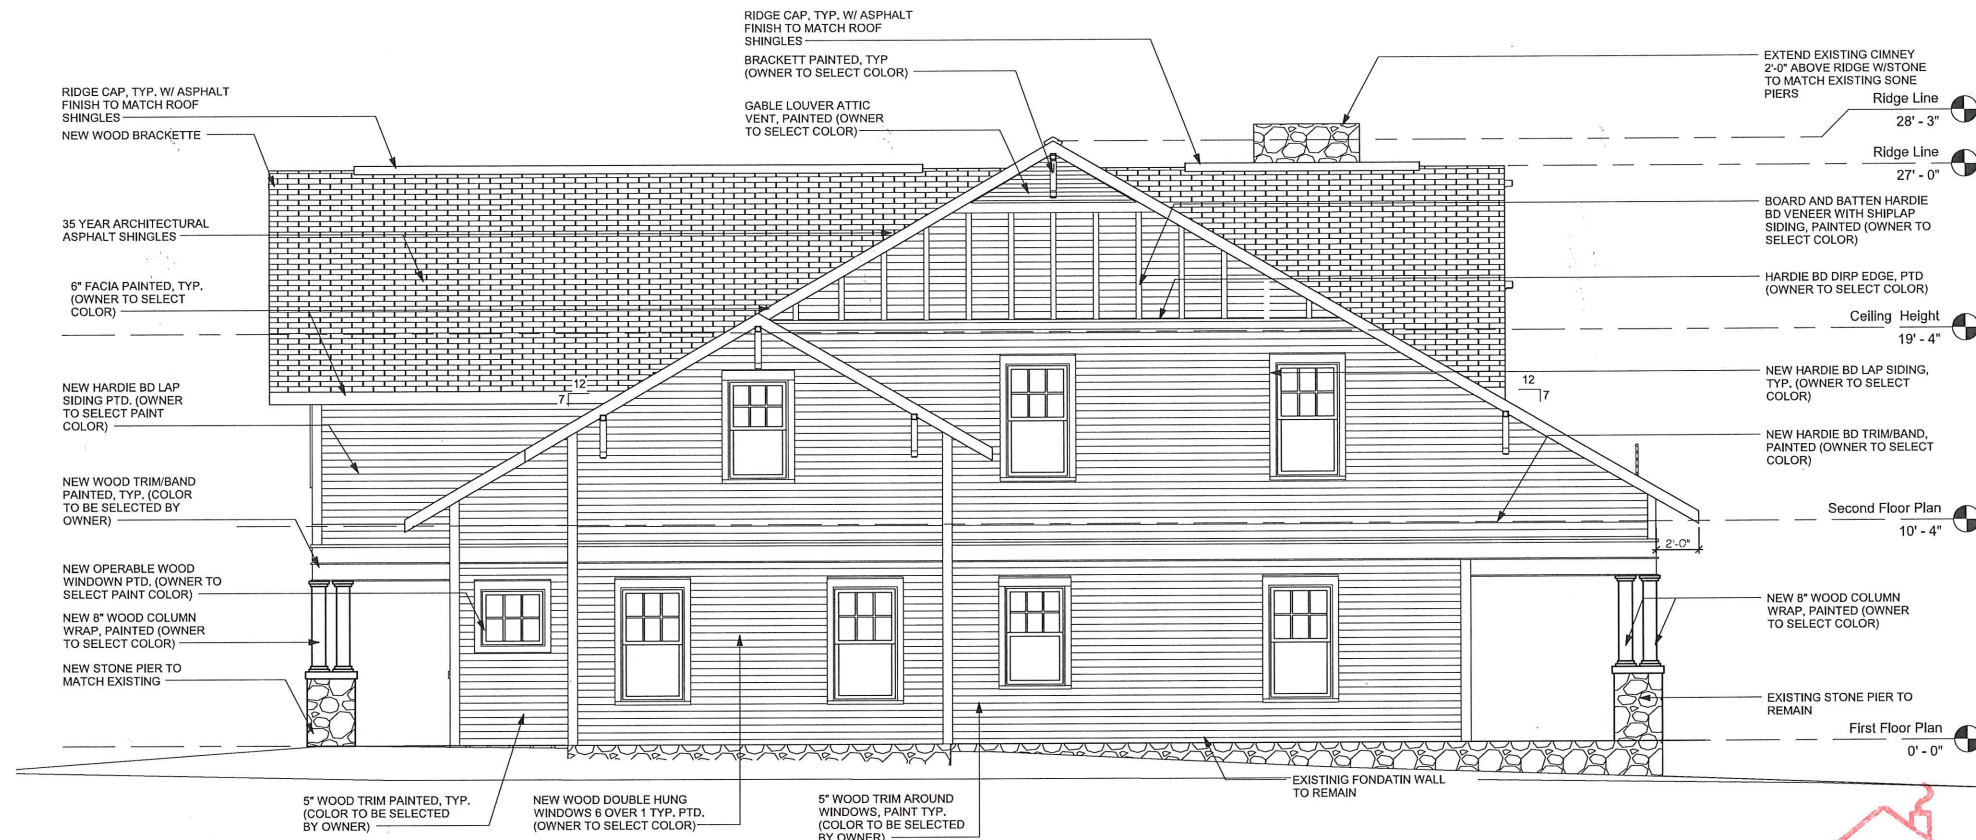 RIDGE CAP, TYP. W/ ASPHALT
FINISH TO MATCH ROOF
SHINGLES
NEW WOOD BRACKETTE
35 YEAR ARCHITECTURAL
ASPHALT SHINGLES
6" FACIA PAINTED, TYP.
(OWNER TO SELECT
COLOR)
NEW HARDIE BD LAP
SIDING PTD. (OWNER
TO SELECT PAINT
COLOR)
NEW WOOD TRIM/BAND
PAINTED, TYP. (COLOR
TO BE SELECTED BY
OWNER)
NEW OPERABLE WOOD
WINDOWN PTD. (OWNER TO
SELECT PAINT COLOR)
NEW 8" WOOD COLUMN
WRAP, PAINTED (OWNER
TO SELECT COLOR)
NEW STONE PIER TO
MATCH EXISTING
RIDGE CAP, TYP. W/ ASPHALT
FINISH TO MATCH ROOF
SHINGLES
BRACKETT PAINTED, TYP
(OWNER TO SELECT COLOR)
GABLE LOUVER ATTIC
VENT, PAINTED (OWNER
TO SELECT COLOR)
12
7
12
7
2'-0"
EXTEND EXISTING CIMNEY
2'-0" ABOVE RIDGE W/STONE
TO MATCH EXISTING SONE
PIERS
Ridge Line
28' - 3"
Ridge Line
27' - 0"
BOARD AND BATTEN HARDIE
BD VENEER WITH SHIPLAP
SIDING, PAINTED (OWNER TO
SELECT COLOR)
HARDIE BD DIRP EDGE, PTD
(OWNER TO SELECT COLOR)
Ceiling Height
19' - 4"
NEW HARDIE BD LAP SIDING,
TYP. (OWNER TO SELECT
COLOR)
NEW HARDIE BD TRIM/BAND,
PAINTED (OWNER TO SELECT
COLOR)
Second Floor Plan
10' - 4"
NEW 8" WOOD COLUMN
WRAP, PAINTED (OWNER
TO SELECT COLOR)
EXISTING STONE PIER TO
REMAIN
First Floor Plan
0' - 0"
5" WOOD TRIM PAINTED, TYP.
(COLOR TO BE SELECTED
BY OWNER)
NEW WOOD DOUBLE HUNG
WINDOWS 6 OVER 1 TYP. PTD.
(OWNER TO SELECT COLOR)
5" WOOD TRIM AROUND
WINDOWS, PAINT TYP.
(COLOR TO BE SELECTED
BY OWNER)
EXISTING FONDATIN WALL
TO REMAIN